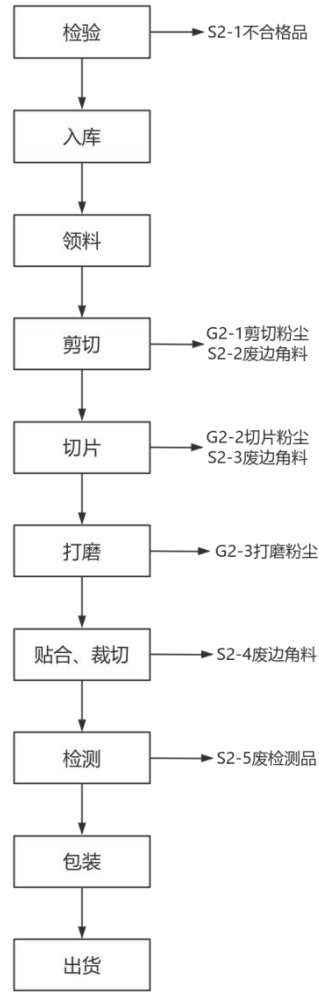 检验
S2-1不合格品
入库
领料
剪切
G2-1剪切粉尘
S2-2废边角料
切片
G2-2切片粉尘
S2-3废边角料
打磨
G2-3打磨粉尘
贴合、裁切
S2-4废边角料
检测
S2-5废检测品
包装
出货